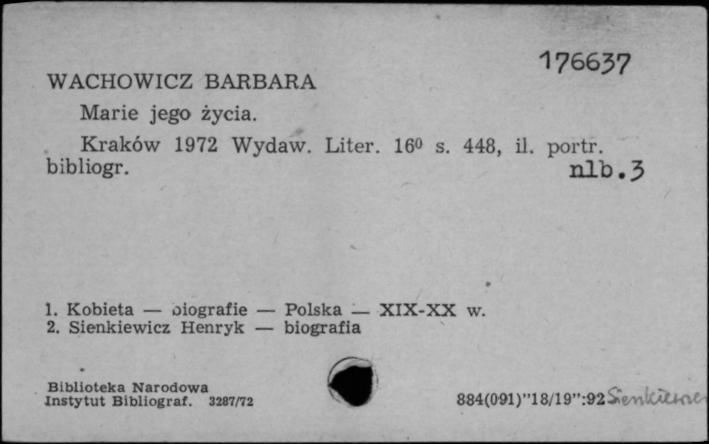 176637
WACHOWICZ BARBARA
Marie jego życia.
Kraków 1972 Wydaw. Liter. 16⁰ s. 448, il. portr.
bibliogr. nlb.3
1. Kobieta — biografie — Polska — XIX-XX w.
2. Sienkiewicz Henryk — biografia
Biblioteka Narodowa
Instytut Bibliograf. 3287/72
884(091)"18/19":92